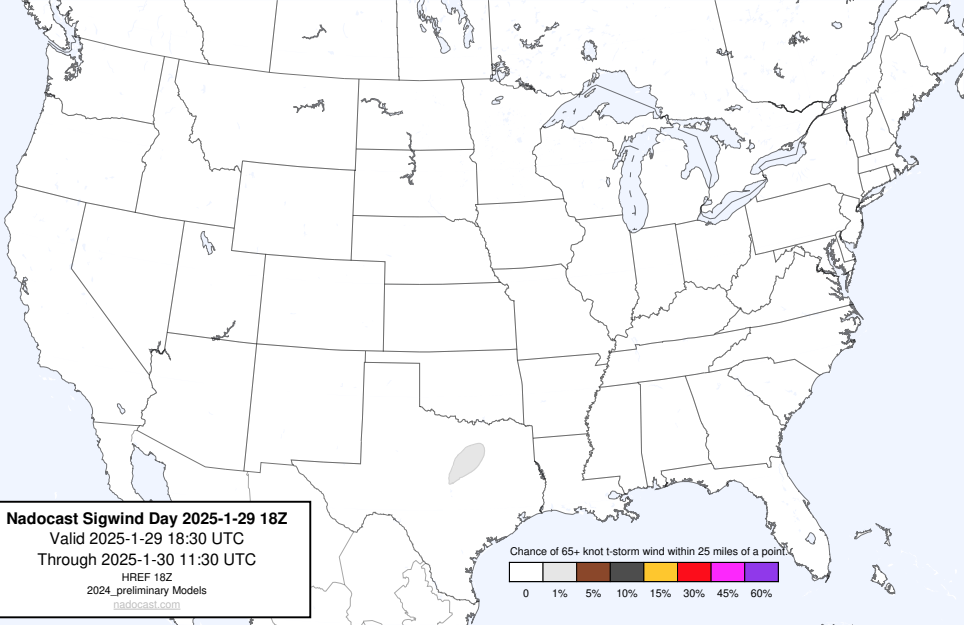 Nadocast Sigwind Day 2025-1-29 18Z
Valid 2025-1-29 18:30 UTC
Through 2025-1-30 11:30 UTC
HREF 18Z
2024_preliminary Models
nadocast.com
Chance of 65+ knot t-storm wind within 25 miles of a point.
0 1% 5% 10% 15% 30% 45% 60%